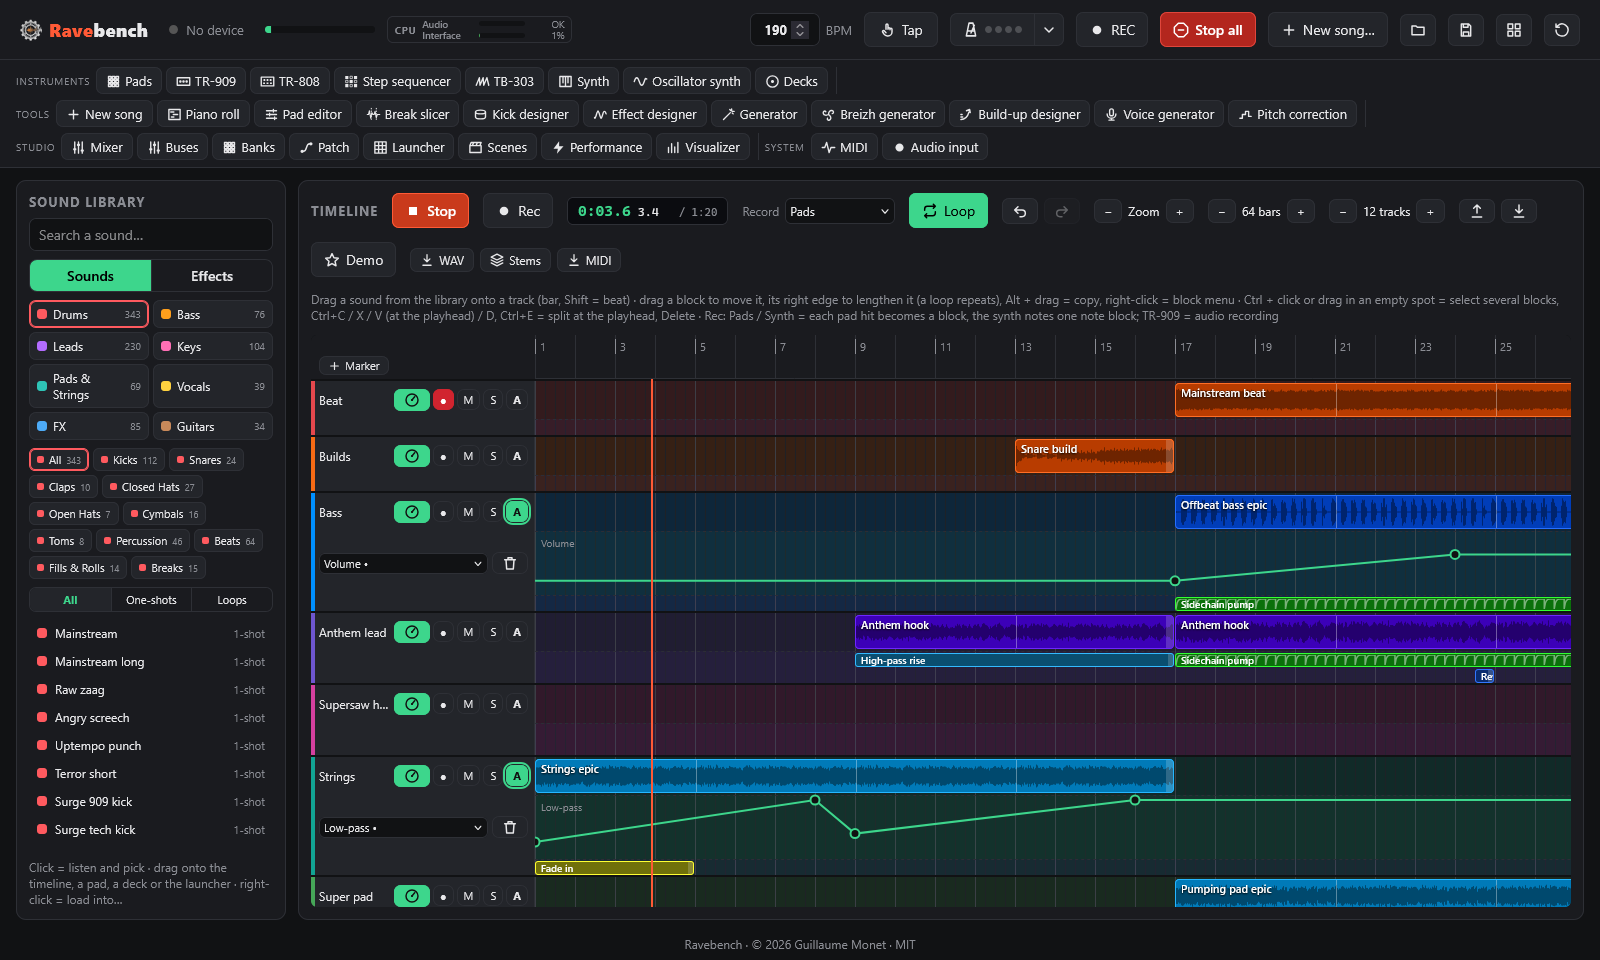 Ravebench
No device
CPU
Audio
Interface
OK
1%
190
BPM
Tap
REC
Stop all
New song...
INSTRUMENTS
Pads
TR-909
TR-808
Step sequencer
TB-303
Synth
Oscillator synth
Decks
TOOLS
New song
Piano roll
Pad editor
Break slicer
Kick designer
Effect designer
Generator
Breizh generator
Build-up designer
Voice generator
Pitch correction
STUDIO
Mixer
Buses
Banks
Patch
Launcher
Scenes
Performance
Visualizer
SYSTEM
MIDI
Audio input
SOUND LIBRARY
Search a sound...
Sounds
Effects
Drums 343
Bass 76
Leads 230
Keys 104
Pads & Strings 69
Vocals 39
FX 85
Guitars 34
All 343
Kicks 112
Snares 24
Claps 10
Closed Hats 27
Open Hats 7
Cymbals 16
Toms 8
Percussion 46
Beats 64
Fills & Rolls 14
Breaks 15
All
One-shots
Loops
Mainstream 1-shot
Mainstream long 1-shot
Raw zaag 1-shot
Angry screech 1-shot
Uptempo punch 1-shot
Terror short 1-shot
Surge 909 kick 1-shot
Surge tech kick 1-shot
Click = listen and pick · drag onto the
timeline, a pad, a deck or the launcher · right-
click = load into...
TIMELINE
Stop
Rec
0:03.6 3.4 / 1:20
Record
Pads
Loop
− Zoom +
− 64 bars +
− 12 tracks +
Demo
WAV
Stems
MIDI
Drag a sound from the library onto a track (bar, Shift = beat) · drag a block to move it, its right edge to lengthen it (a loop repeats), Alt + drag = copy, right-click = block menu · Ctrl + click or drag in an empty spot = select several blocks,
Ctrl+C / X / V (at the playhead) / D, Ctrl+E = split at the playhead, Delete · Rec: Pads / Synth = each pad hit becomes a block, the synth notes one note block; TR-909 = audio recording
1 3 5 7 9 11 13 15 17 19 21 23 25
+ Marker
Beat
M S A
Mainstream beat
Builds
M S A
Snare build
Bass
M S A
Offbeat bass epic
Volume •
Volume
Sidechain pump
Anthem lead
M S A
Anthem hook
Anthem hook
High-pass rise
Sidechain pump
Re
Supersaw h...
M S A
Strings
M S A
Strings epic
Low-pass •
Low-pass
Fade in
Super pad
M S A
Pumping pad epic
Ravebench · © 2026 Guillaume Monet · MIT